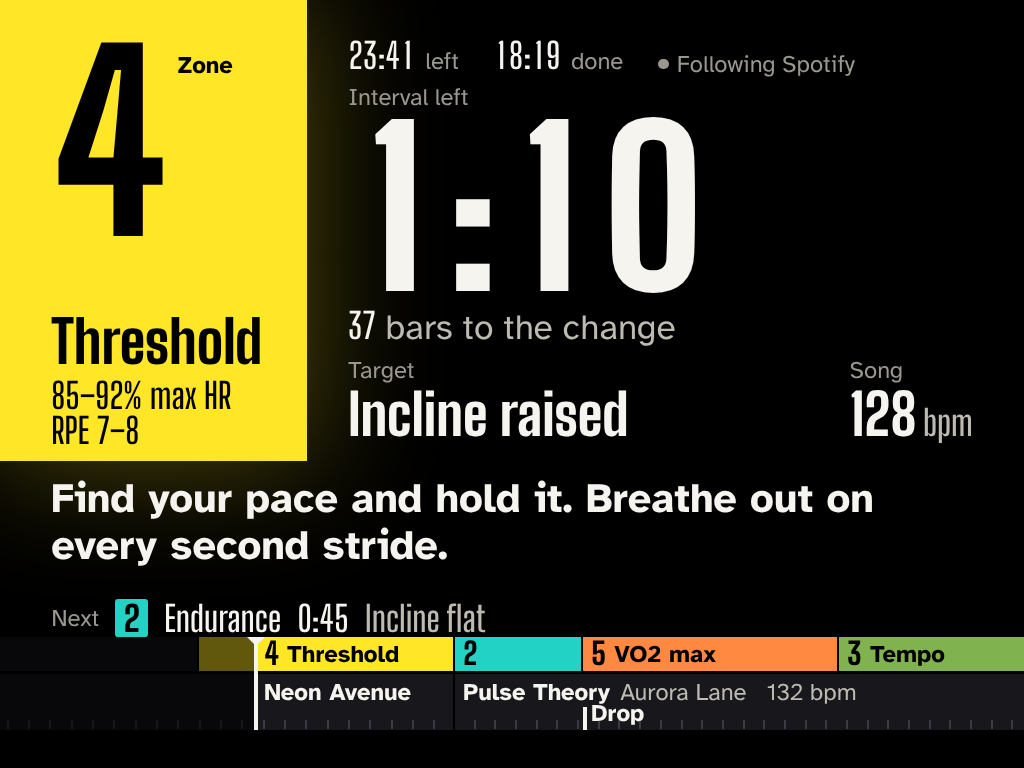 4 Zone
Threshold
85–92% max HR
RPE 7–8
23:41 left 18:19 done Following Spotify
Interval left
1:10
37 bars to the change
Target
Incline raised
Song
128 bpm
Find your pace and hold it. Breathe out on
every second stride.
Next 2 Endurance 0:45 Incline flat
4 Threshold 2 5 VO2 max 3 Tempo
Neon Avenue Pulse Theory Aurora Lane 132 bpm
Drop